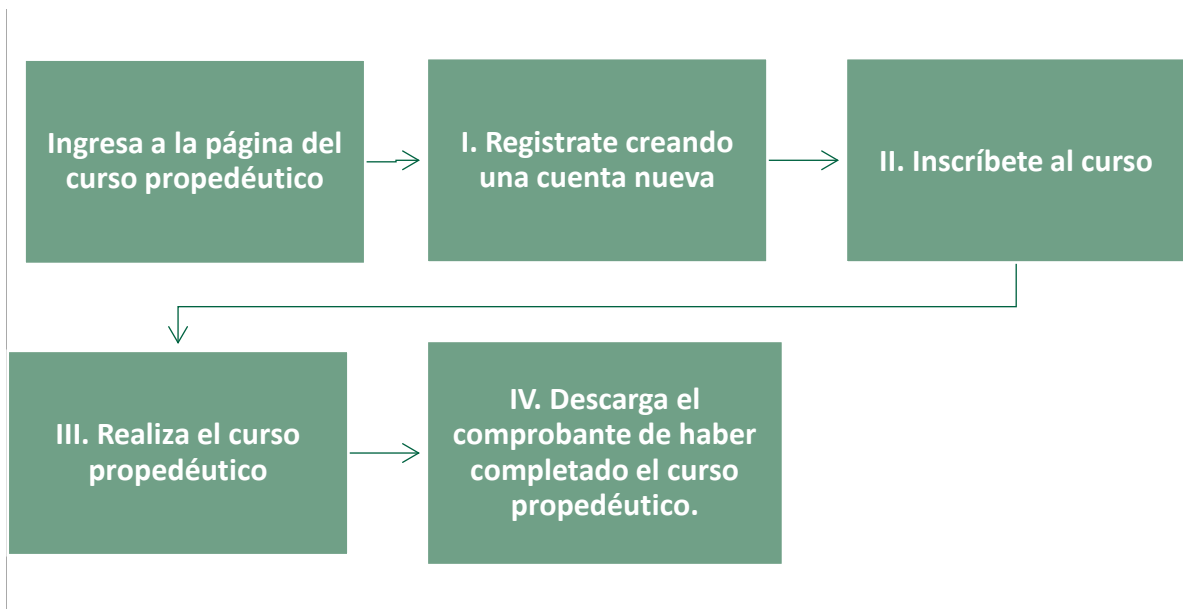 Ingresa a la página del
curso propedéutico
I. Registrate creando
una cuenta nueva
II. Inscríbete al curso
III. Realiza el curso
propedéutico
IV. Descarga el
comprobante de haber
completado el curso
propedéutico.